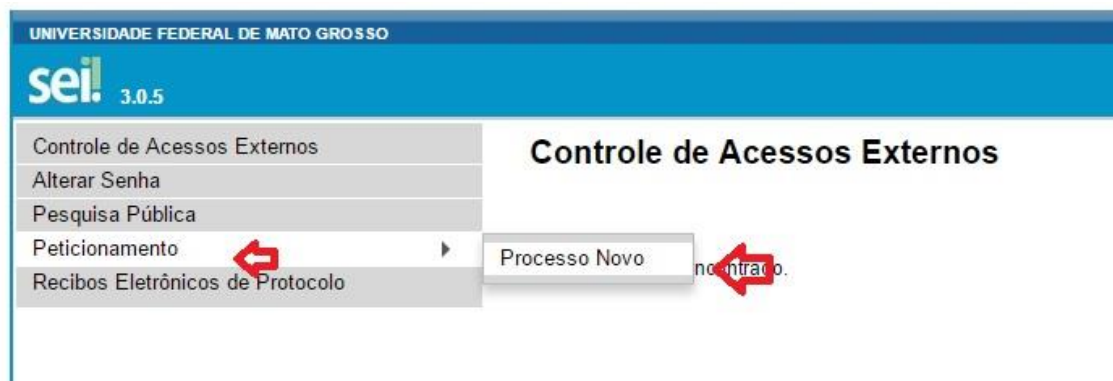 UNIVERSIDADE FEDERAL DE MATO GROSSO
sei! 3.0.5
Controle de Acessos Externos
Alterar Senha
Pesquisa Pública
Peticionamento
Recibos Eletrônicos de Protocolo
Controle de Acessos Externos
Processo Novo